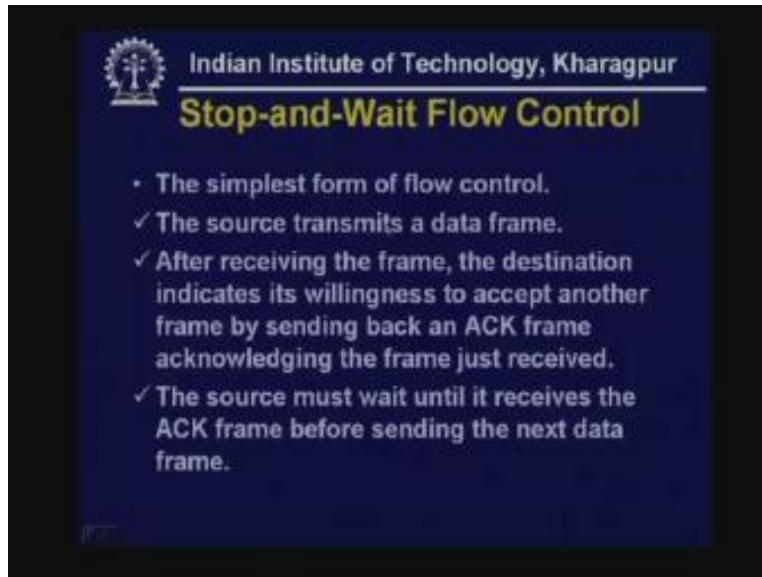 Indian Institute of Technology, Kharagpur
Stop-and-Wait Flow Control
• The simplest form of flow control.
✓ The source transmits a data frame.
✓ After receiving the frame, the destination
indicates its willingness to accept another
frame by sending back an ACK frame
acknowledging the frame just received.
✓ The source must wait until it receives the
ACK frame before sending the next data
frame.